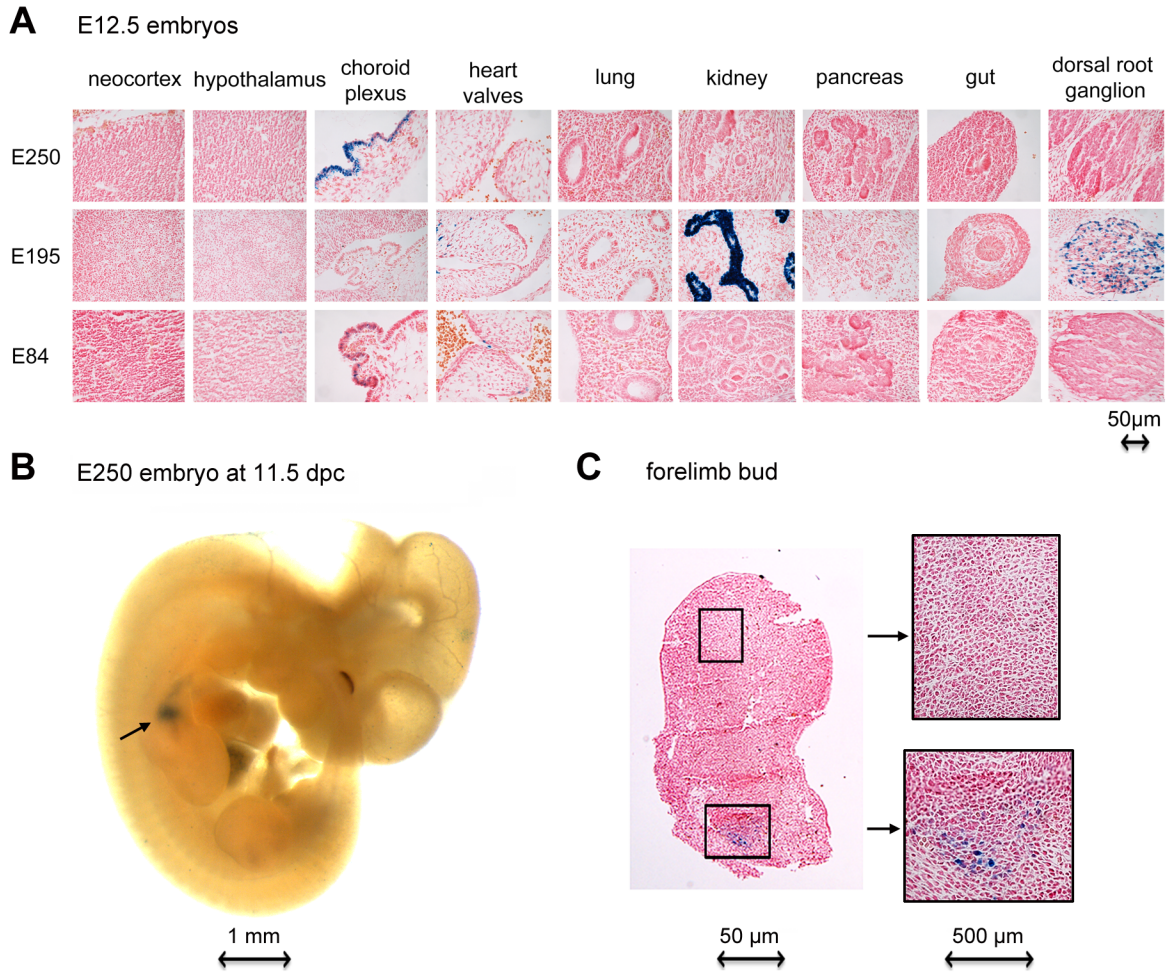 A E12.5 embryos
neocortex hypothalamus choroid plexus heart valves lung kidney pancreas gut dorsal root ganglion
E250
E195
E84
50μm
B E250 embryo at 11.5 dpc
C forelimb bud
1 mm
50 μm
500 μm